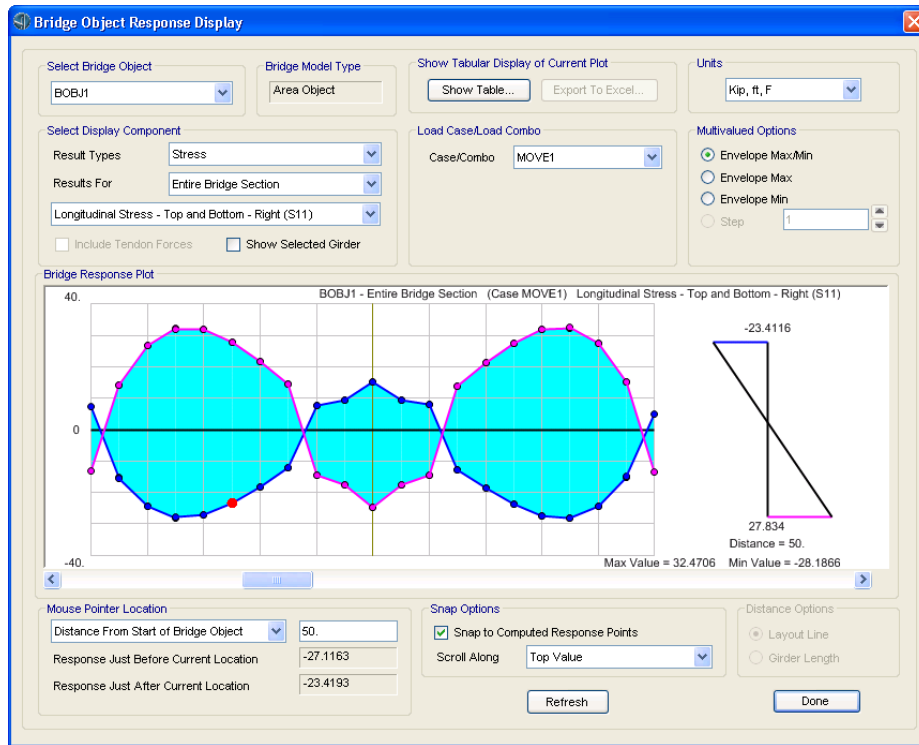 Bridge Object Response Display
Select Bridge Object
BOBJ1
Bridge Model Type
Area Object
Show Tabular Display of Current Plot
Show Table...
Export To Excel...
Units
Kip, ft, F
Select Display Component
Result Types
Stress
Results For
Entire Bridge Section
Longitudinal Stress - Top and Bottom - Right (S11)
Include Tendon Forces
Show Selected Girder
Load Case/Load Combo
Case/Combo
MOVE1
Multivalued Options
Envelope Max/Min
Envelope Max
Envelope Min
Step
1
Bridge Response Plot
BOBJ1 - Entire Bridge Section (Case MOVE1) Longitudinal Stress - Top and Bottom - Right (S11)
40.
0
-40.
-23.4116
27.834
Distance = 50.
Max Value = 32.4706 Min Value = -28.1866
Mouse Pointer Location
Distance From Start of Bridge Object
50.
Response Just Before Current Location
-27.1163
Response Just After Current Location
-23.4193
Snap Options
Snap to Computed Response Points
Scroll Along
Top Value
Distance Options
Layout Line
Girder Length
Refresh
Done